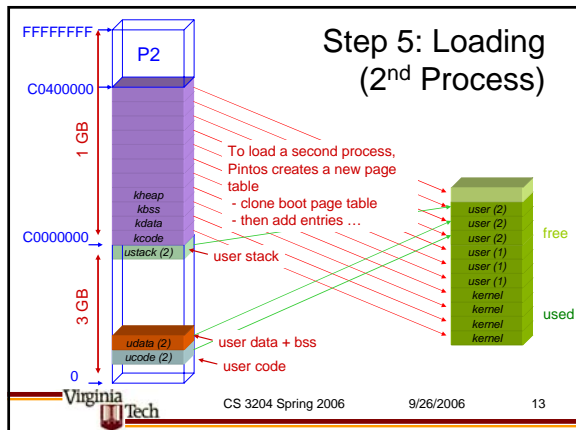 Step 5: Loading
(2nd Process)
FFFFFFFF
P2
C0400000
1 GB
To load a second process,
Pintos creates a new page
table
- clone boot page table
- then add entries …
kheap
kbss
kdata
kcode
C0000000
ustack (2)
user stack
3 GB
udata (2)
user data + bss
ucode (2)
user code
0
user (2)
user (2)
user (2)
user (1)
user (1)
user (1)
kernel
kernel
kernel
kernel
free
used
Virginia Tech
CS 3204 Spring 2006
9/26/2006
13